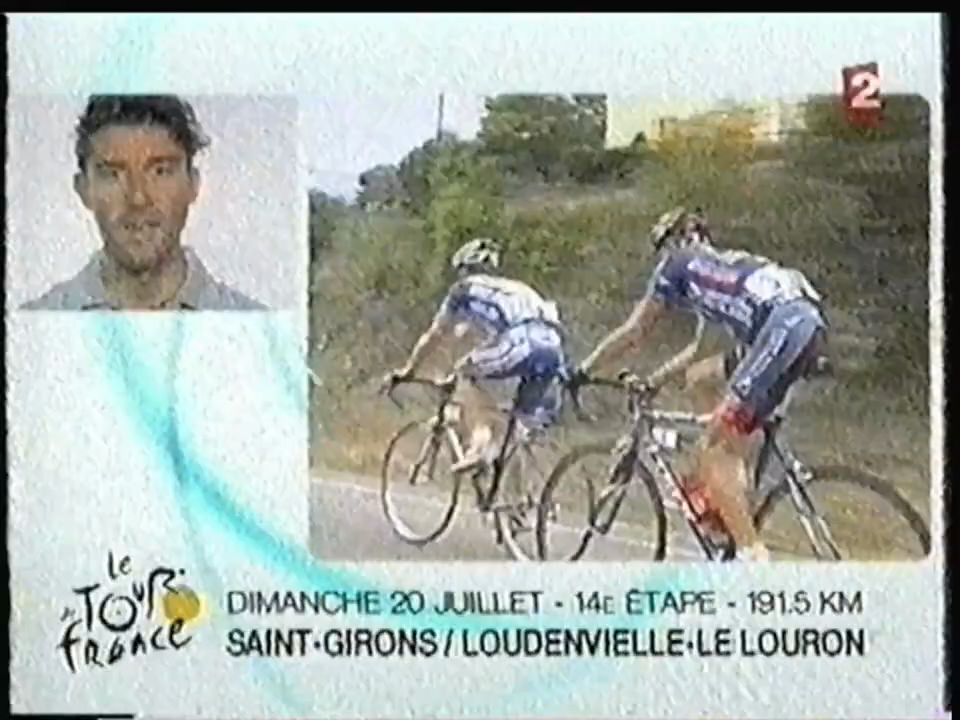 2
le
TOUR
de
france
DIMANCHE 20 JUILLET - 14E ÉTAPE - 191.5 KM
SAINT-GIRONS / LOUDENVIELLE-LE LOURON